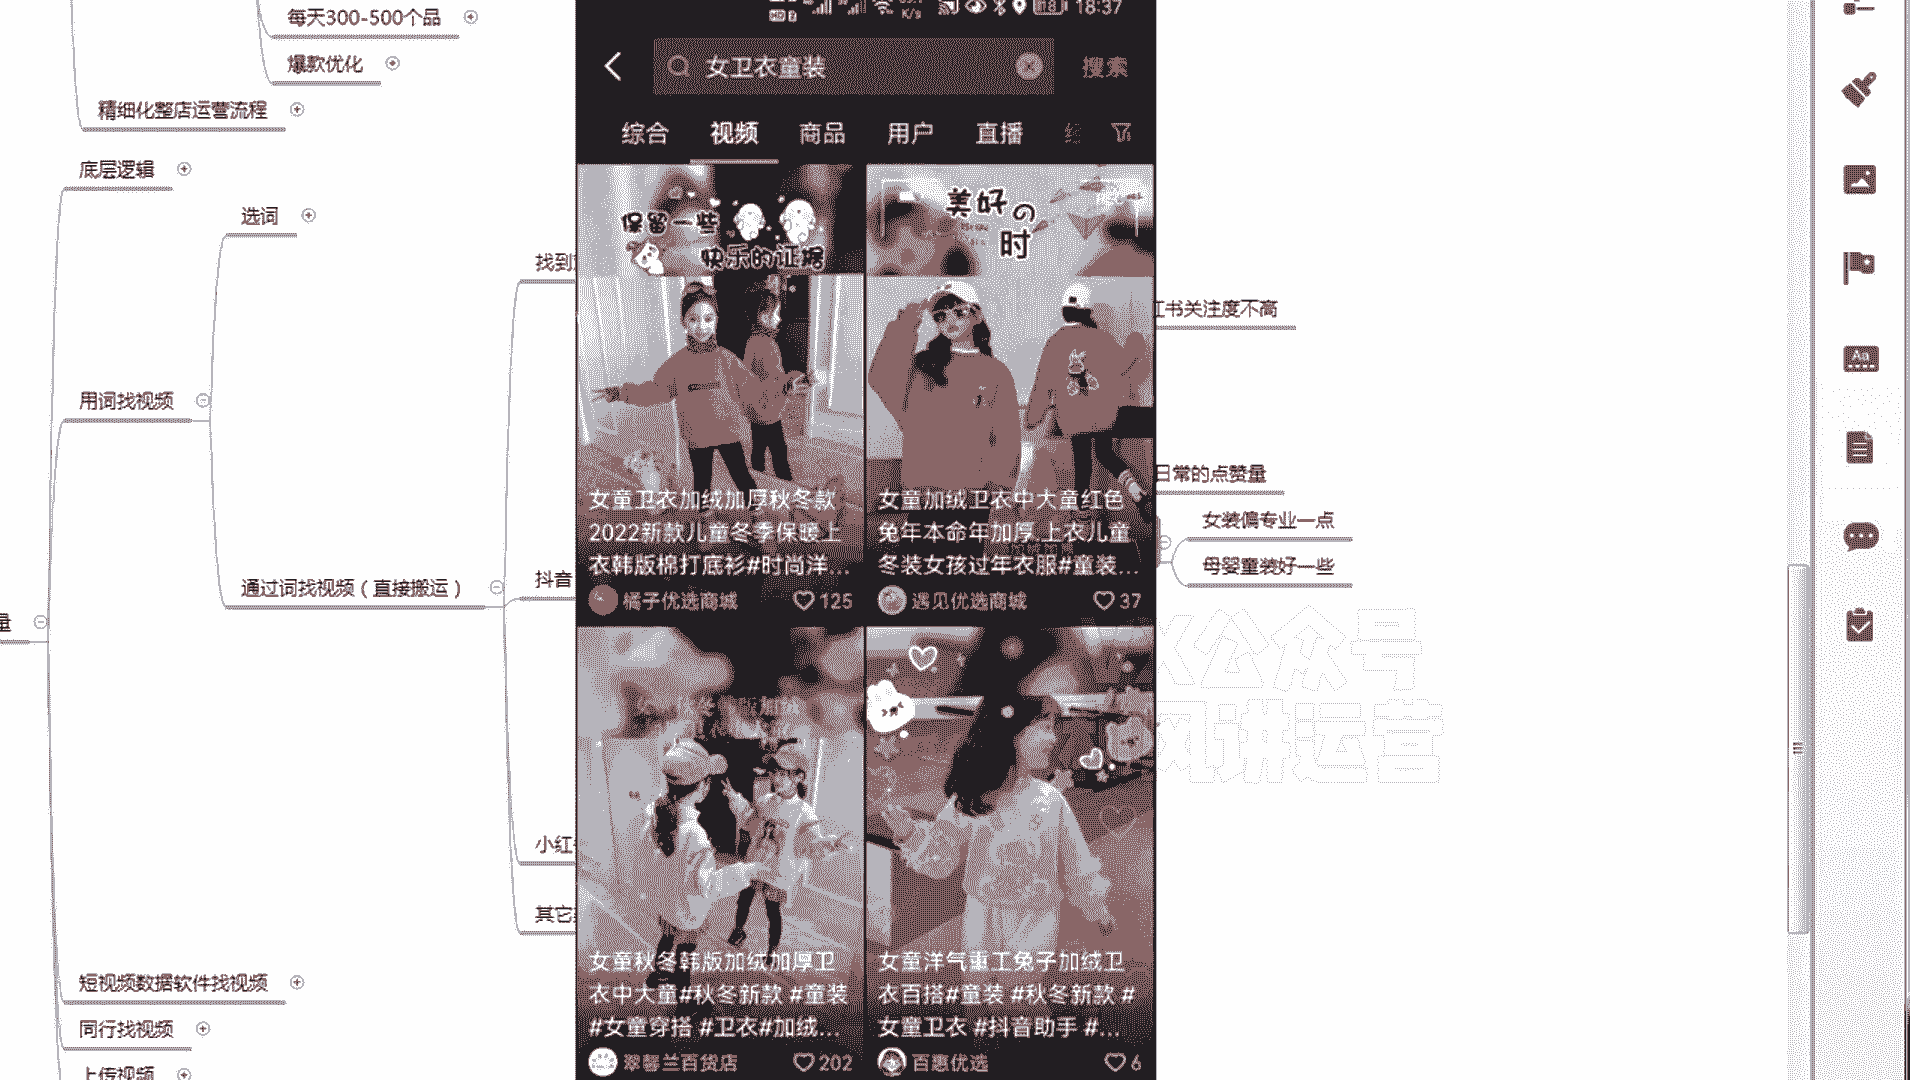 每天300-500个品
爆款优化
精细化整店运营流程
底层逻辑
选词
用词找视频
通过词找视频（直接搬运）
量
短视频数据软件找视频
同行找视频
上传视频
找到
抖音
小红
其它
18:37
女卫衣童装
搜索
综合
视频
商品
用户
直播
保留一些
快乐的证据
女童卫衣加绒加厚秋冬款
2022新款儿童冬季保暖上
衣韩版棉打底衫#时尚洋...
橘子优选商城
125
美好の
时
女童加绒卫衣中大童红色
兔年本命年加厚上衣儿童
冬装女孩过年衣服#童装...
遇见优选商城
37
女童秋冬韩版加绒加厚卫
衣中大童#秋冬新款 #童装
#女童穿搭 #卫衣#加绒...
翠馨兰百货店
202
女童洋气重工兔子加绒卫
衣百搭#童装 #秋冬新款 #
女童卫衣 #抖音助手 #...
百惠优选
6
红书关注度不高
日常的点赞量
女装偏专业一点
母婴童装好一些
公众号
风讲运营
Aa